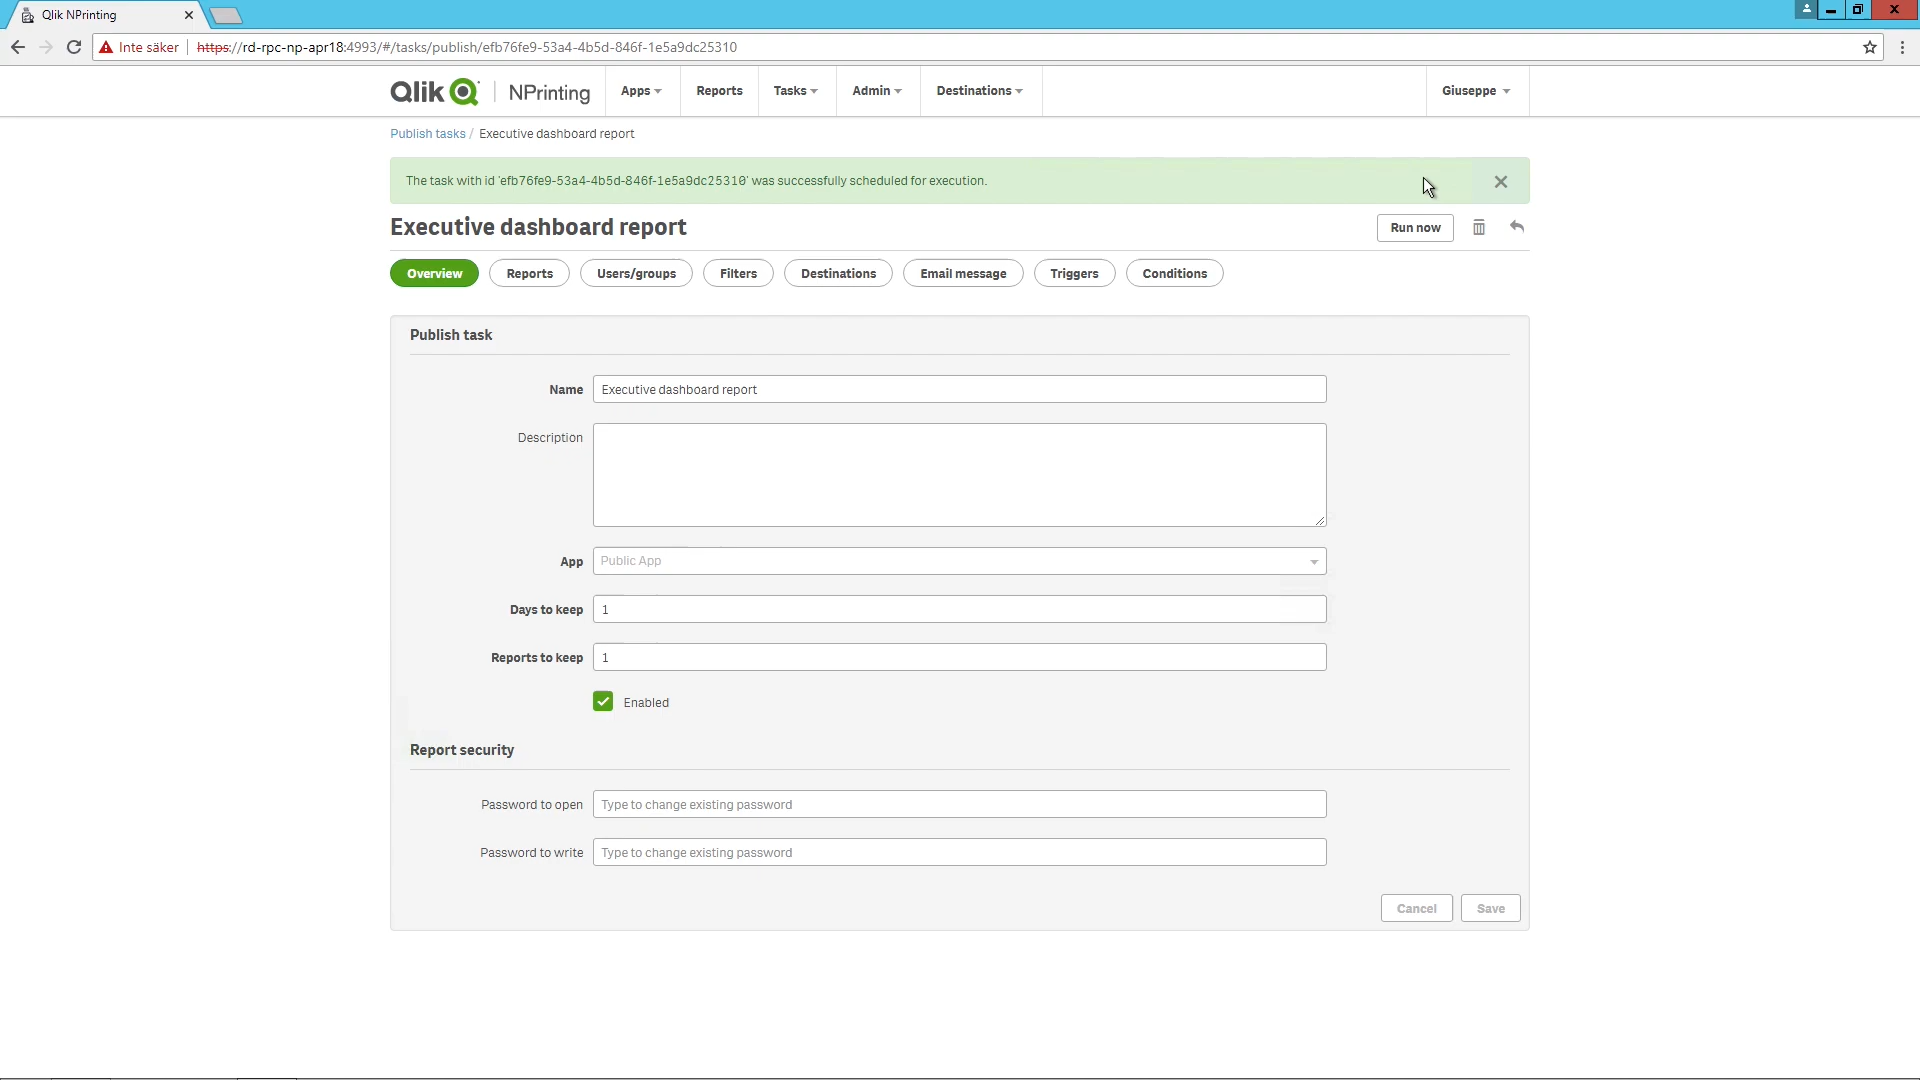 Qlik NPrinting
Inte säker https://rd-rpc-np-apr18:4993/#/tasks/publish/efb76fe9-53a4-4b5d-846f-1e5a9dc25310
Qlik NPrinting Apps Reports Tasks Admin Destinations Giuseppe
Publish tasks / Executive dashboard report
The task with id 'efb76fe9-53a4-4b5d-846f-1e5a9dc25310' was successfully scheduled for execution.
Executive dashboard report Run now
Overview Reports Users/groups Filters Destinations Email message Triggers Conditions
Publish task
Name Executive dashboard report
Description
App Public App
Days to keep 1
Reports to keep 1
Enabled
Report security
Password to open Type to change existing password
Password to write Type to change existing password
Cancel Save